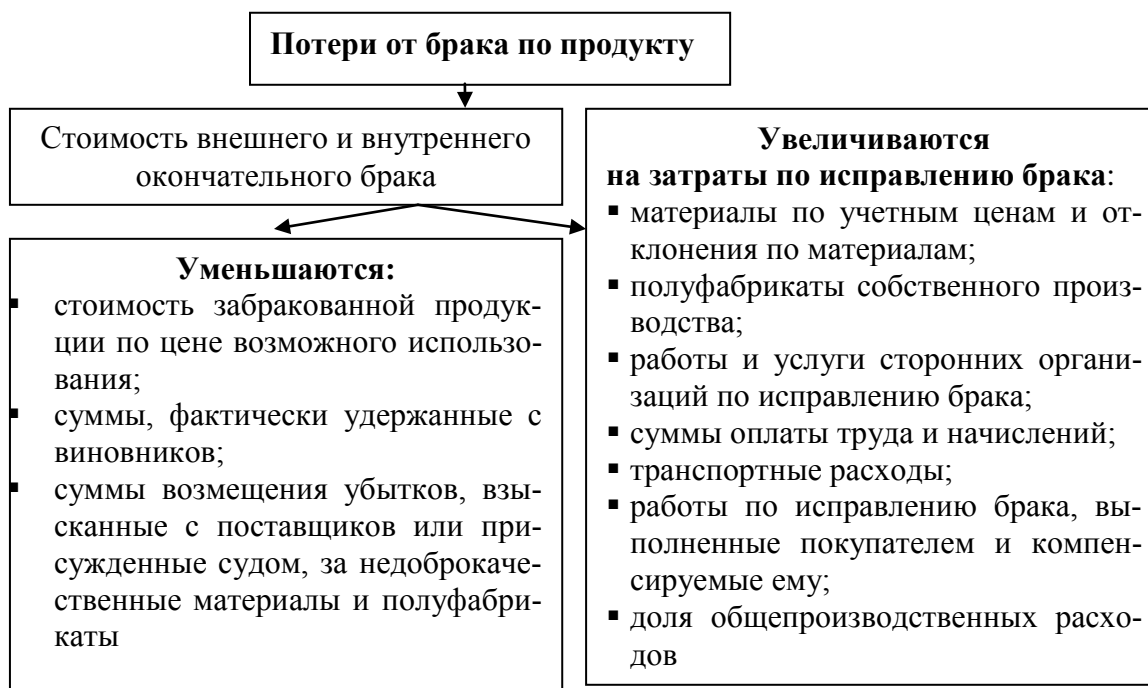 Потери от брака по продукту
Стоимость внешнего и внутреннего
окончательного брака
Уменьшаются:
▪ стоимость забракованной продук-
ции по цене возможного использо-
вания;
▪ суммы, фактически удержанные с
виновников;
▪ суммы возмещения убытков, взы-
сканные с поставщиков или при-
сужденные судом, за недоброкаче-
ственные материалы и полуфабри-
каты
Увеличиваются
на затраты по исправлению брака:
▪ материалы по учетным ценам и от-
клонения по материалам;
▪ полуфабрикаты собственного произ-
водства;
▪ работы и услуги сторонних органи-
заций по исправлению брака;
▪ суммы оплаты труда и начислений;
▪ транспортные расходы;
▪ работы по исправлению брака, вы-
полненные покупателем и компен-
сируемые ему;
▪ доля общепроизводственных расхо-
дов